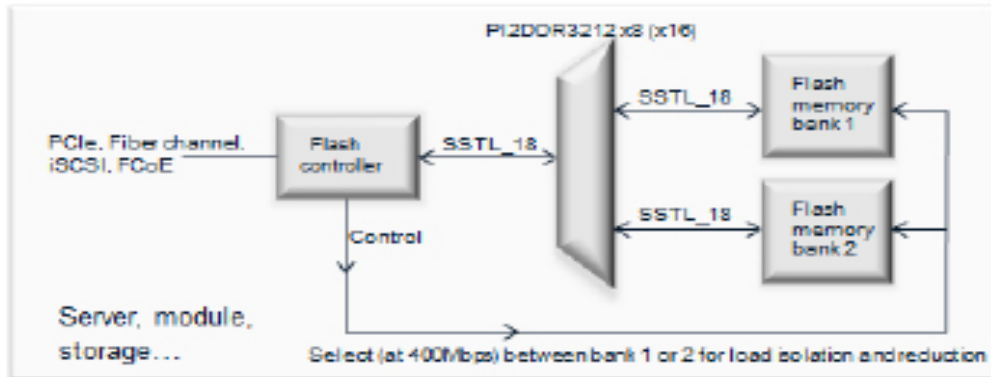 PI2DDR3212 x8 (x16)
PCIe, Fiber channel,
iSCSI, FCoE
Flash
controller
SSTL_18
SSTL_18
Flash
memory
bank 1
SSTL_18
Flash
memory
bank 2
Control
Server, module,
storage...
Select (at 400Mbps) between bank 1 or 2 for load isolation and reduction